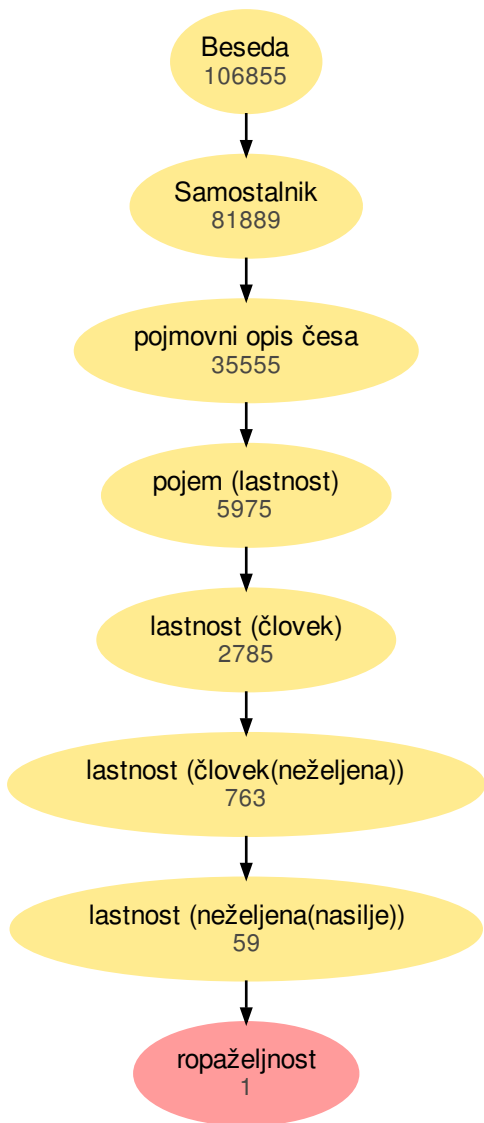 Beseda
106855
Samostalnik
81889
pojmovni opis česa
35555
pojem (lastnost)
5975
lastnost (človek)
2785
lastnost (človek(neželjena))
763
lastnost (neželjena(nasilje))
59
ropaželjnost
1